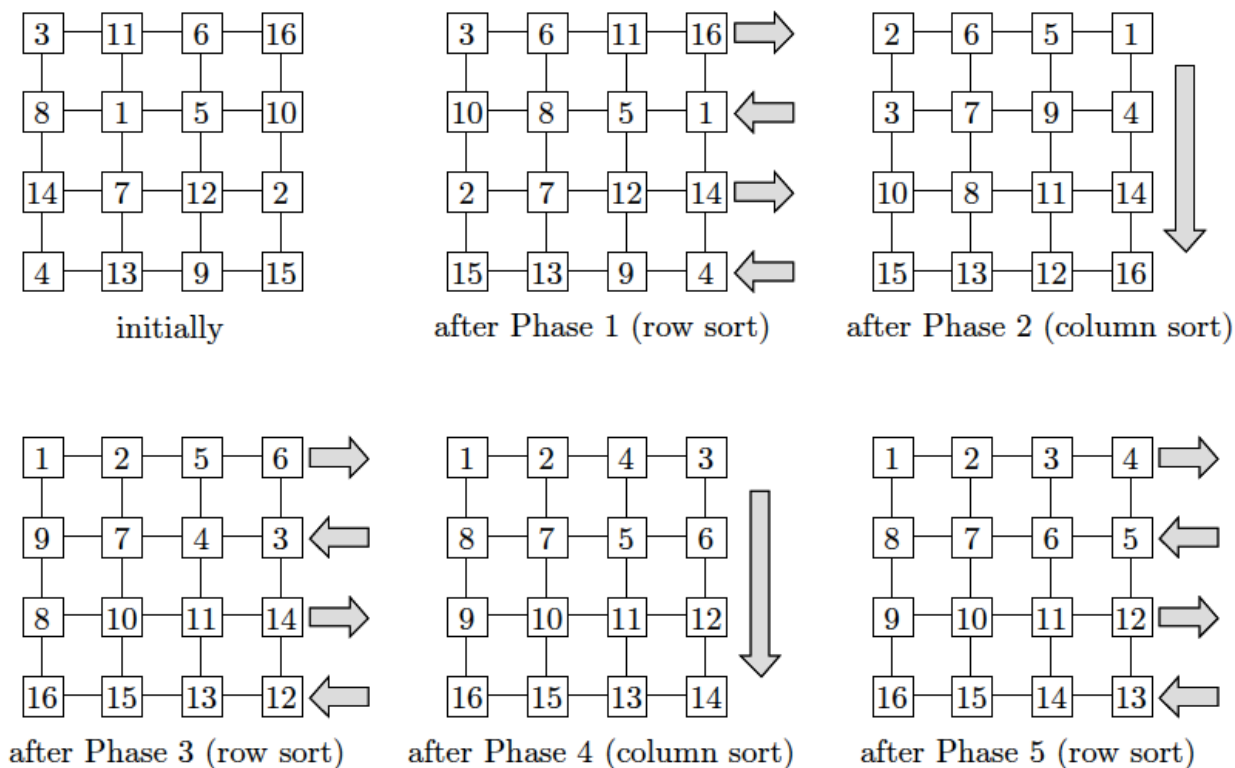 3 11 6 16 3 6 11 16 2 6 5 1
8 1 5 10 10 8 5 1 3 7 9 4
14 7 12 2 2 7 12 14 10 8 11 14
4 13 9 15 15 13 9 4 15 13 12 16
initially after Phase 1 (row sort) after Phase 2 (column sort)
1 2 5 6 1 2 4 3 1 2 3 4
9 7 4 3 8 7 5 6 8 7 6 5
8 10 11 14 9 10 11 12 9 10 11 12
16 15 13 12 16 15 13 14 16 15 14 13
after Phase 3 (row sort) after Phase 4 (column sort) after Phase 5 (row sort)